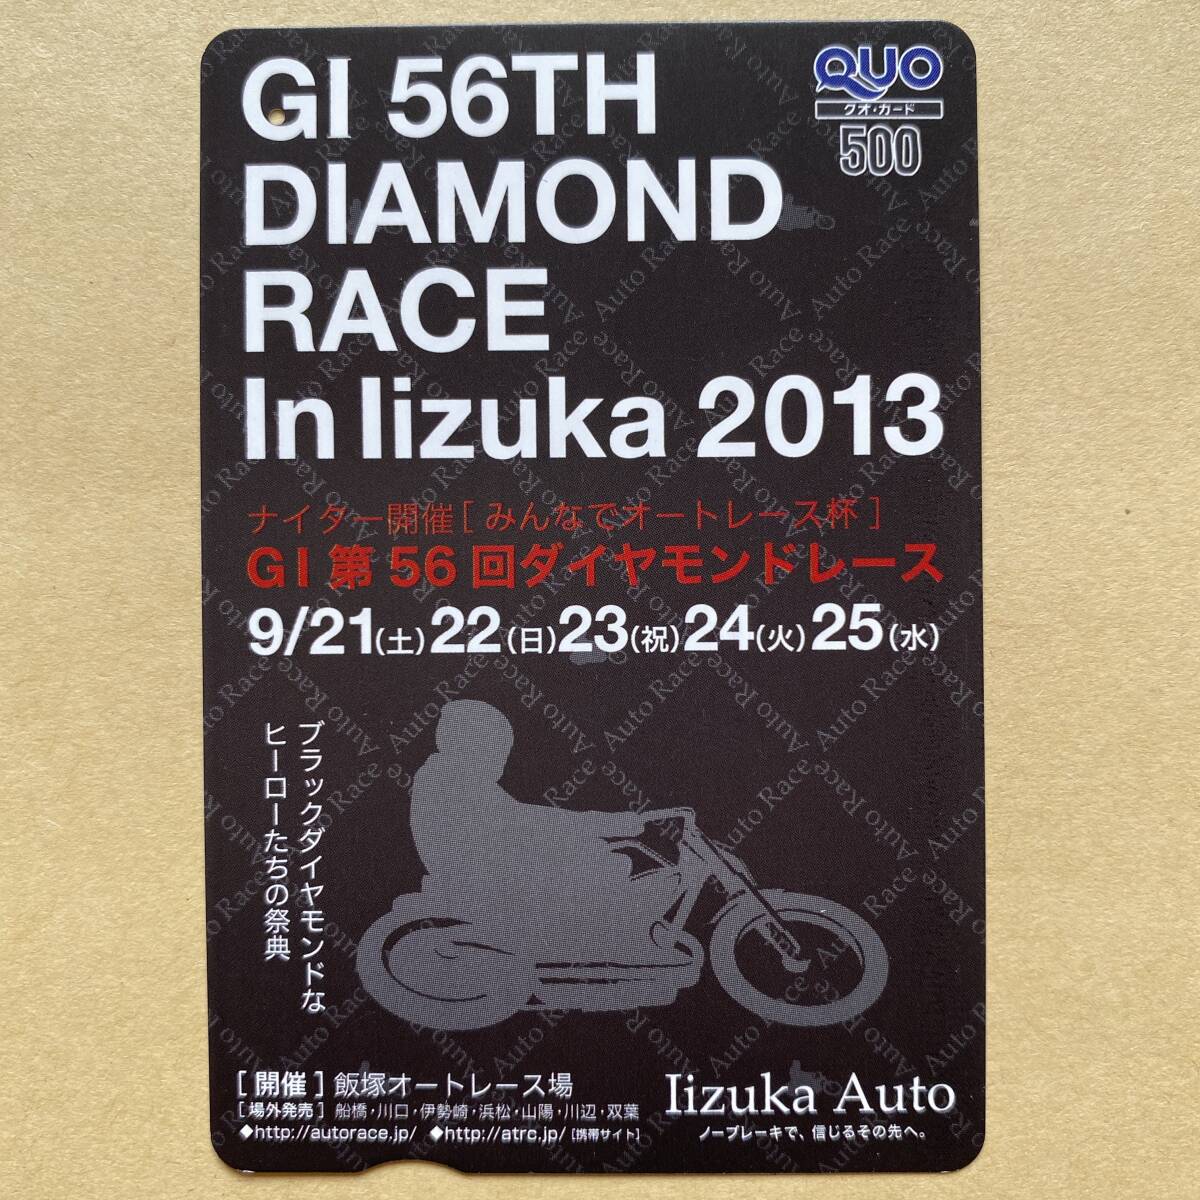 GI 56TH
DIAMOND
RACE
In Iizuka 2013
QUO
クオ・カード
500
ナイター開催[ みんなでオートレース杯 ]
GI 第56回ダイヤモンドレース
9/21(土)22(日)23(祝)24(火)25(水)
ブラックダイヤモンドな
ヒーローたちの祭典
[ 開催 ] 飯塚オートレース場
[ 場外発売 ] 船橋・川口・伊勢崎・浜松・山陽・川辺・双葉
◆http://autorace.jp/ ◆http://atrc.jp/ [携帯サイト]
Iizuka Auto
ノーブレーキで、信じるその先へ。